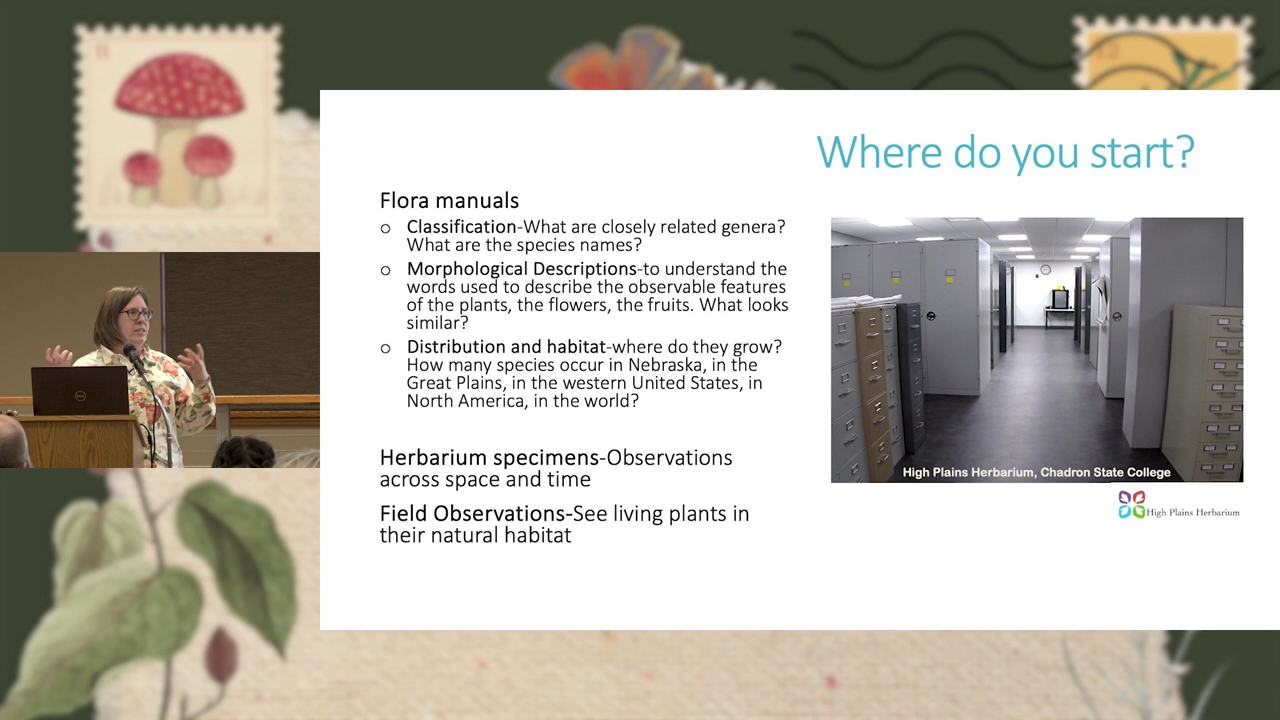 Where do you start?
Flora manuals
o Classification-What are closely related genera?
What are the species names?
o Morphological Descriptions-to understand the
words used to describe the observable features
of the plants, the flowers, the fruits. What looks
similar?
o Distribution and habitat-where do they grow?
How many species occur in Nebraska, in the
Great Plains, in the western United States, in
North America, in the world?
Herbarium specimens-Observations
across space and time
Field Observations-See living plants in
their natural habitat
High Plains Herbarium, Chadron State College
High Plains Herbarium